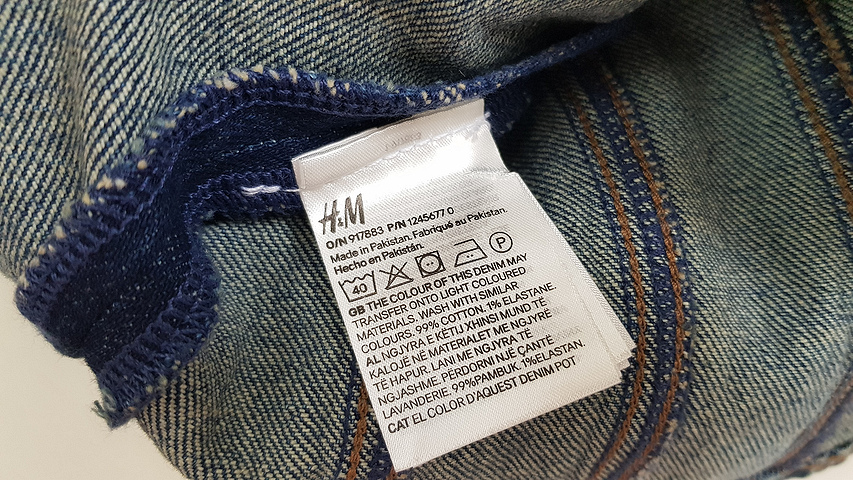 H&M
O/N 917883 P/N 1245677 0
Made in Pakistan. Fabriqué au Pakistan.
Hecho en Pakistán.
40 P
GB THE COLOUR OF THIS DENIM MAY
TRANSFER ONTO LIGHT COLOURED
MATERIALS. WASH WITH SIMILAR
COLOURS. 99% COTTON. 1% ELASTANE.
AL NGJYRA E KËTIJ XHINSI MUND TË
KALOJË NË MATERIALET ME NGJYRË
TË HAPUR. LANI ME NGJYRA TË
NGJASHME. PËRDORNI NJË ÇANTË
LAVANDERIE. 99%PAMBUK. 1%ELASTAN.
CAT EL COLOR D'AQUEST DENIM POT